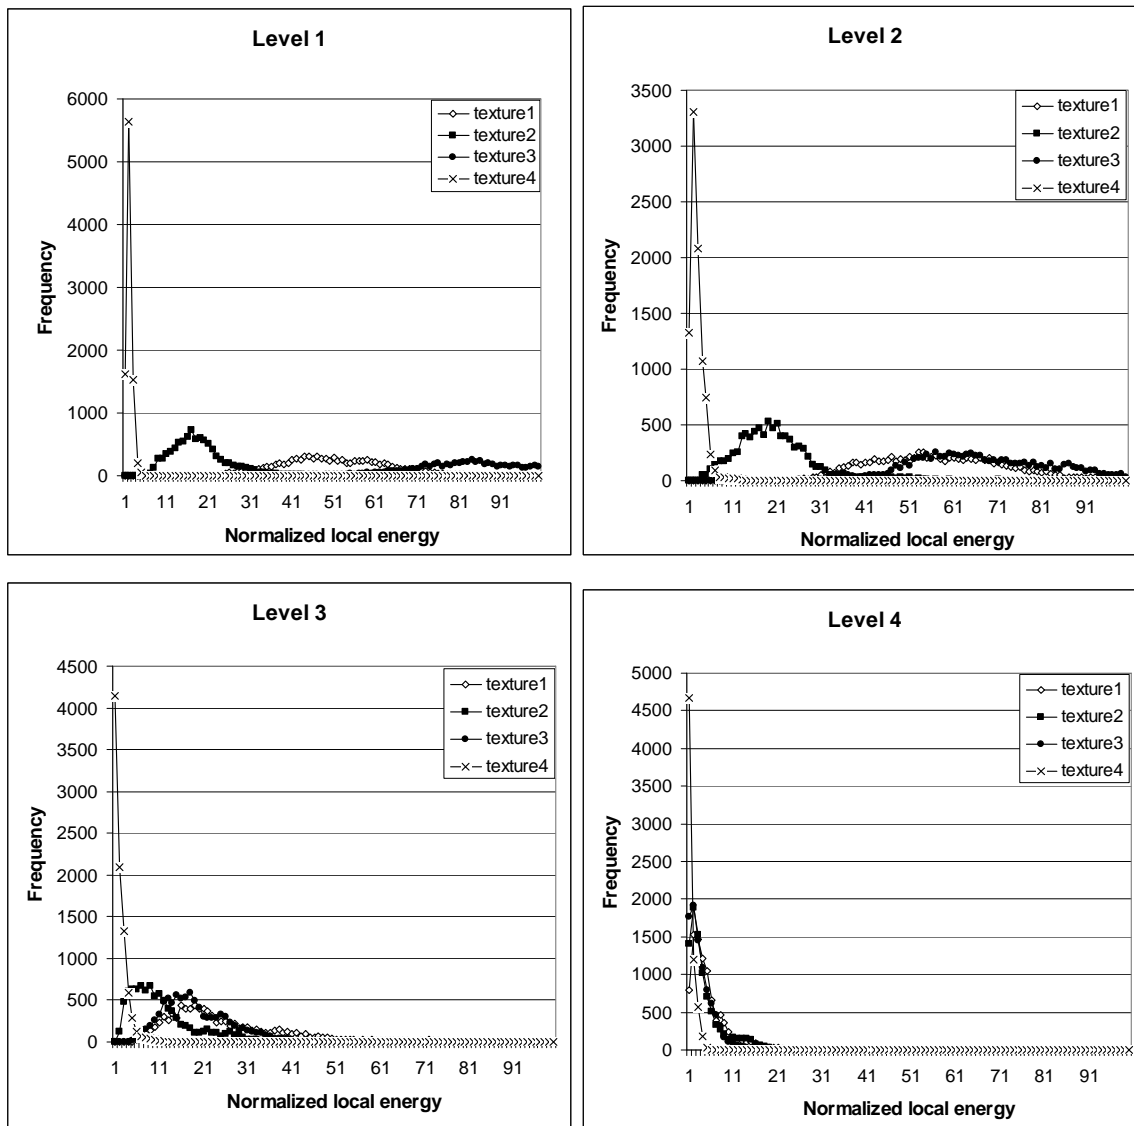 Level 1
6000
5000
4000
3000
2000
1000
0
Frequency
texture1
texture2
texture3
texture4
1 11 21 31 41 51 61 71 81 91
Normalized local energy
Level 2
3500
3000
2500
2000
1500
1000
500
0
Frequency
texture1
texture2
texture3
texture4
1 11 21 31 41 51 61 71 81 91
Normalized local energy
Level 3
4500
4000
3500
3000
2500
2000
1500
1000
500
0
Frequency
texture1
texture2
texture3
texture4
1 11 21 31 41 51 61 71 81 91
Normalized local energy
Level 4
5000
4500
4000
3500
3000
2500
2000
1500
1000
500
0
Frequency
texture1
texture2
texture3
texture4
1 11 21 31 41 51 61 71 81 91
Normalized local energy